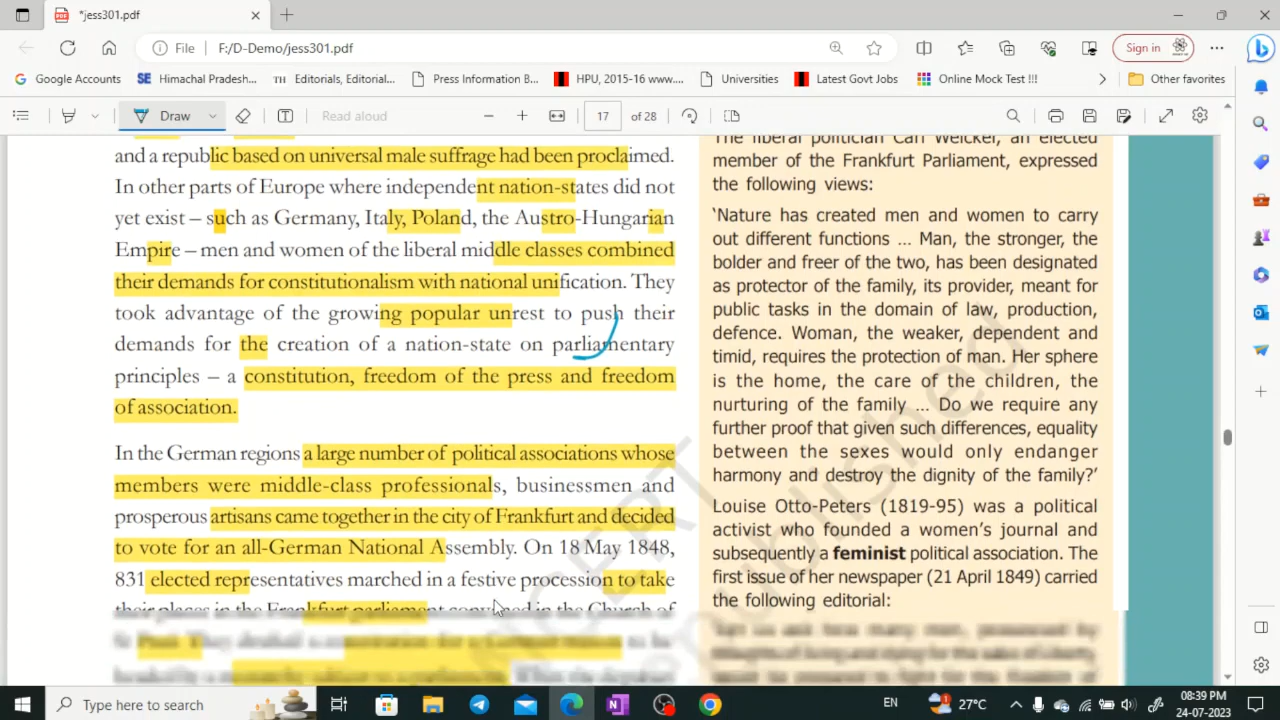 *jess301.pdf
File
F:/D-Demo/jess301.pdf
Sign in
Google Accounts
SE Himachal Pradesh...
TH Editorials, Editorial...
Press Information B...
HPU, 2015-16 www....
Universities
Latest Govt Jobs
Online Mock Test !!!
Other favorites
Draw
Read aloud
17 of 28
and a republic based on universal male suffrage had been proclaimed.
In other parts of Europe where independent nation-states did not
yet exist – such as Germany, Italy, Poland, the Austro-Hungarian
Empire – men and women of the liberal middle classes combined
their demands for constitutionalism with national unification. They
took advantage of the growing popular unrest to push their
demands for the creation of a nation-state on parliamentary
principles – a constitution, freedom of the press and freedom
of association.
In the German regions a large number of political associations whose
members were middle-class professionals, businessmen and
prosperous artisans came together in the city of Frankfurt and decided
to vote for an all-German National Assembly. On 18 May 1848,
831 elected representatives marched in a festive procession to take
their places in the Frankfurt parliament convened in the Church of
The liberal politician Carl Welcker, an elected
member of the Frankfurt Parliament, expressed
the following views:
‘Nature has created men and women to carry
out different functions ... Man, the stronger, the
bolder and freer of the two, has been designated
as protector of the family, its provider, meant for
public tasks in the domain of law, production,
defence. Woman, the weaker, dependent and
timid, requires the protection of man. Her sphere
is the home, the care of the children, the
nurturing of the family ... Do we require any
further proof that given such differences, equality
between the sexes would only endanger
harmony and destroy the dignity of the family?’
Louise Otto-Peters (1819-95) was a political
activist who founded a women’s journal and
subsequently a feminist political association. The
first issue of her newspaper (21 April 1849) carried
the following editorial:
Type here to search
27°C
EN
08:39 PM
24-07-2023